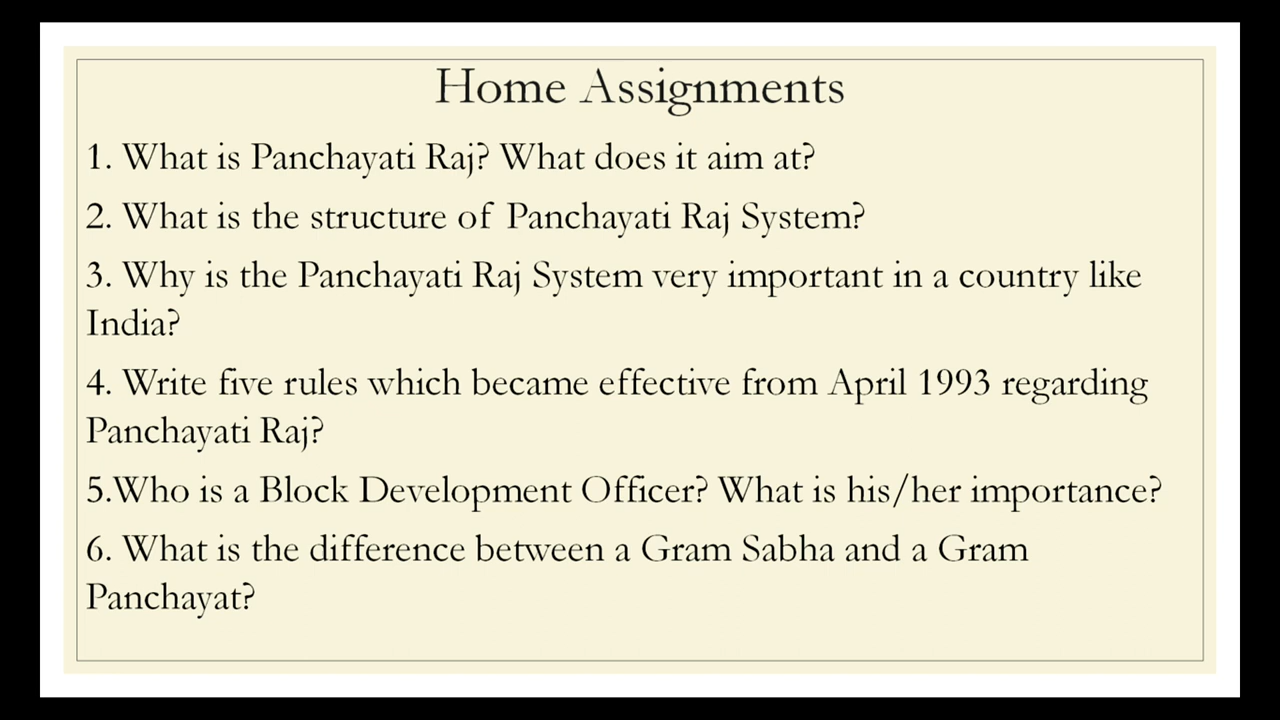 Home Assignments
1. What is Panchayati Raj? What does it aim at?
2. What is the structure of Panchayati Raj System?
3. Why is the Panchayati Raj System very important in a country like
India?
4. Write five rules which became effective from April 1993 regarding
Panchayati Raj?
5.Who is a Block Development Officer? What is his/her importance?
6. What is the difference between a Gram Sabha and a Gram
Panchayat?